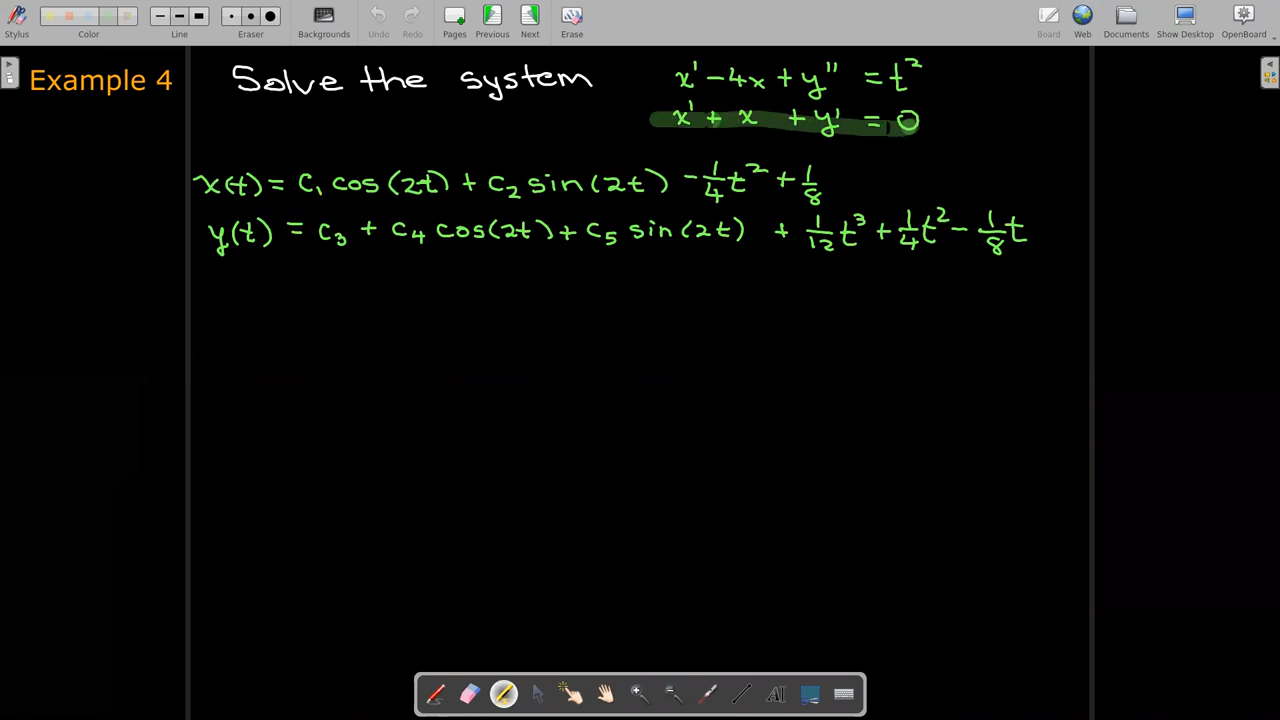 Stylus Color Line Eraser Backgrounds Undo Redo Pages Previous Next Erase Board Web Documents Show Desktop OpenBoard
Example 4
Solve the system x' − 4x + y'' = t²
x' + x + y' = 0
x(t) = c₁ cos(2t) + c₂ sin(2t) − 1/4 t² + 1/8
y(t) = c₃ + c₄ cos(2t) + c₅ sin(2t) + 1/12 t³ + 1/4 t² − 1/8 t